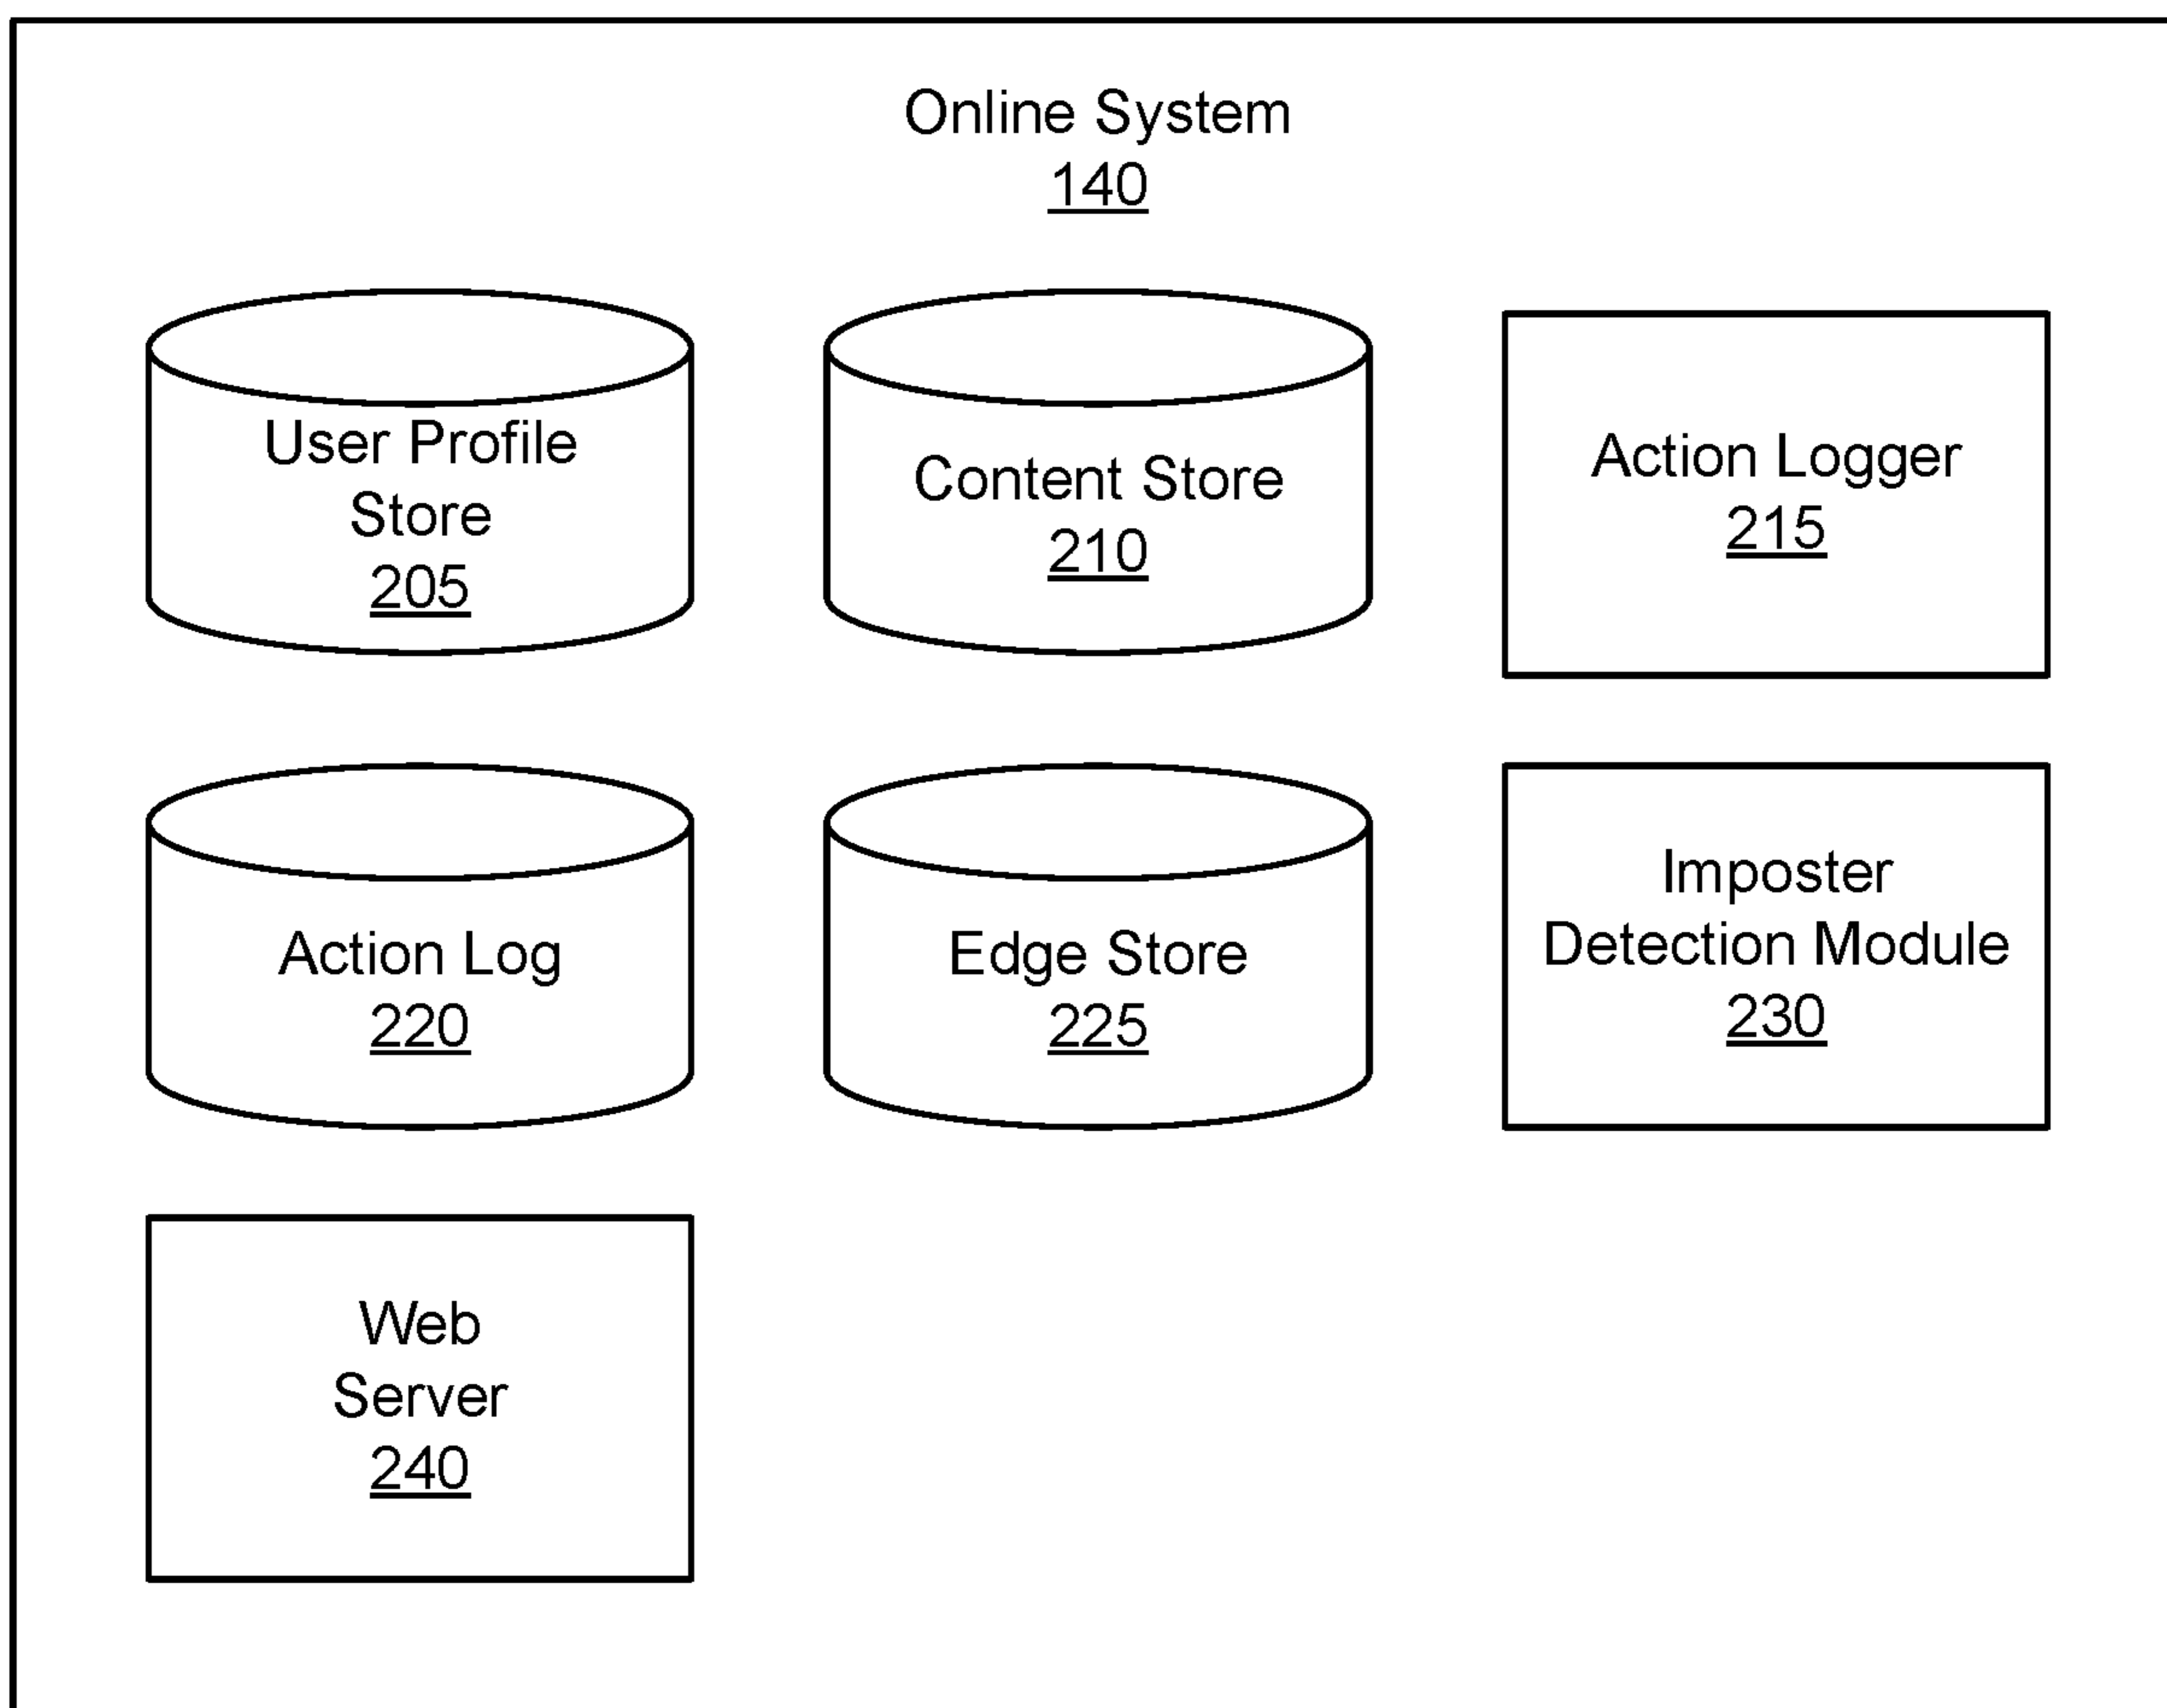 Online System
140
User Profile
Store
205
Content Store
210
Action Logger
215
Action Log
220
Edge Store
225
Imposter
Detection Module
230
Web
Server
240